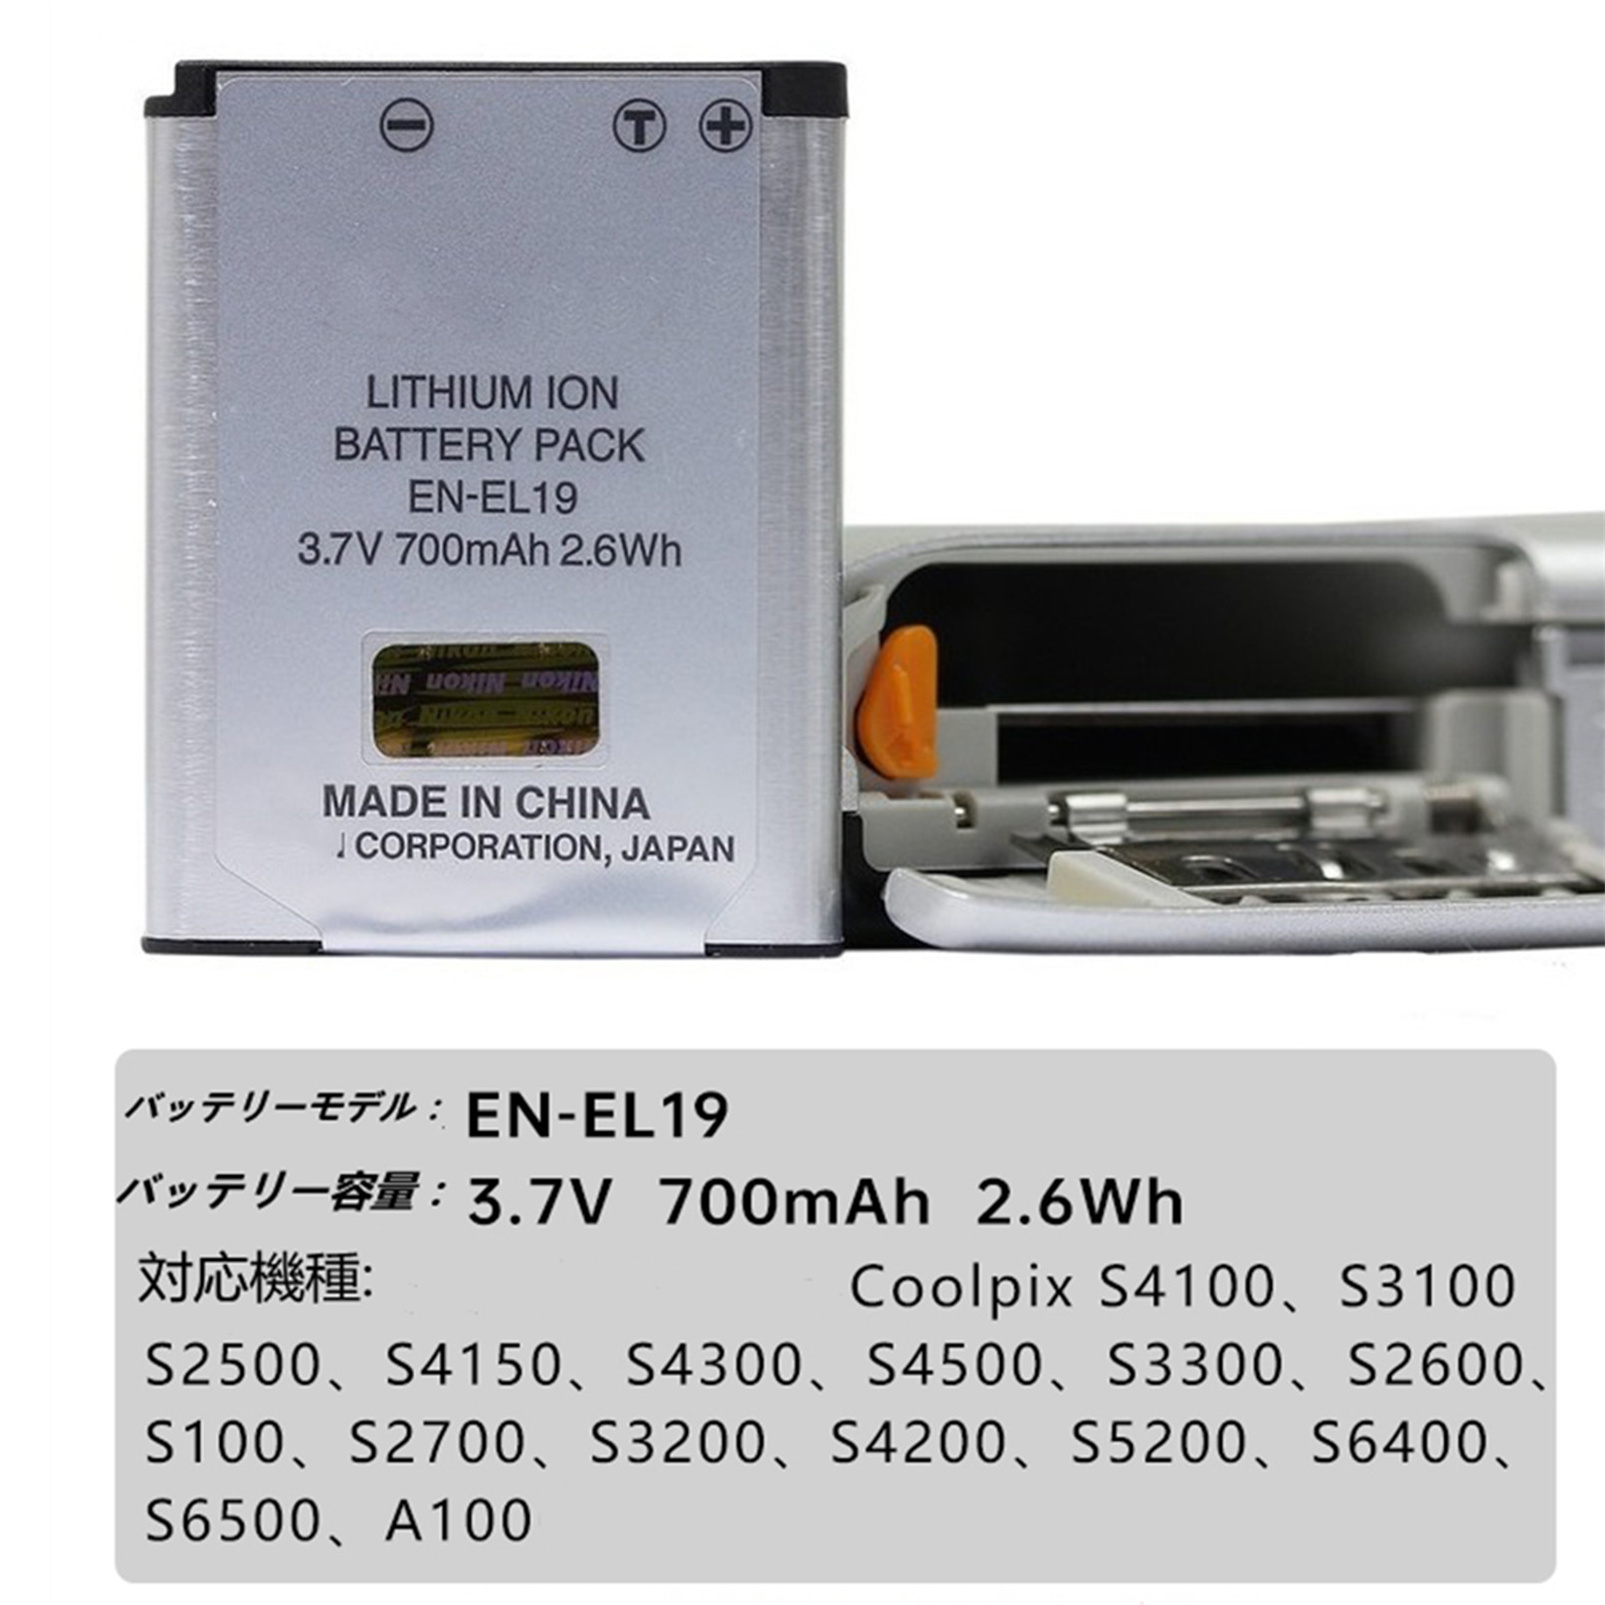 LITHIUM ION
BATTERY PACK
EN-EL19
3.7V 700mAh 2.6Wh
Nikon Nikon
MADE IN CHINA
CORPORATION, JAPAN
バッテリーモデル： EN-EL19
バッテリー容量： 3.7V 700mAh 2.6Wh
対応機種: Coolpix S4100、S3100
S2500、S4150、S4300、S4500、S3300、S2600、
S100、S2700、S3200、S4200、S5200、S6400、
S6500、A100